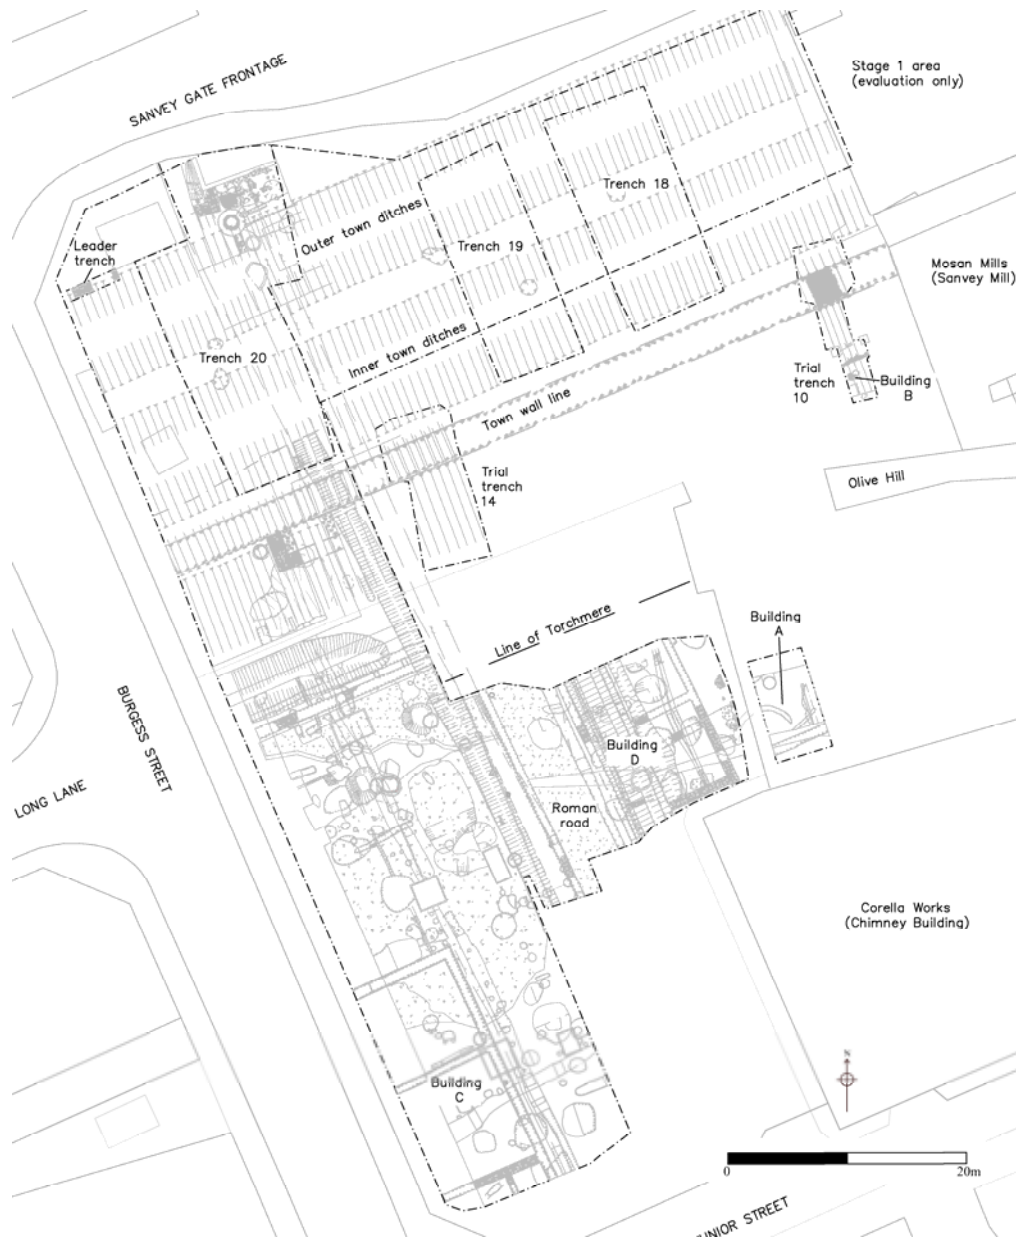 Stage 1 area
(evaluation only)
SANVEY GATE FRONTAGE
Trench 18
Outer town ditches
Trench 19
Leader
trench
Mosan Mills
(Sanvey Mill)
Inner town ditches
Trench 20
Trial
trench
10
Building
B
Town wall line
Trial
trench
14
Olive Hill
Line of Torchmere
Building
A
BURGESS STREET
Building
D
LONG LANE
Roman
road
Corella Works
(Chimney Building)
N
Building
C
0
20m
UNIOR STREET